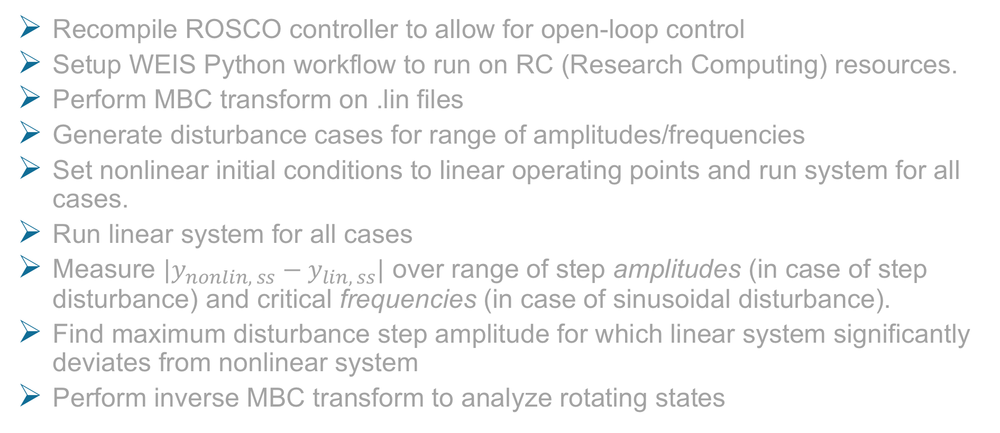 Recompile ROSCO controller to allow for open-loop control
Setup WEIS Python workflow to run on RC (Research Computing) resources.
Perform MBC transform on .lin files
Generate disturbance cases for range of amplitudes/frequencies
Set nonlinear initial conditions to linear operating points and run system for all
cases.
Run linear system for all cases
Measure |y_{nonlin, ss} − y_{lin, ss}| over range of step amplitudes (in case of step
disturbance) and critical frequencies (in case of sinusoidal disturbance).
Find maximum disturbance step amplitude for which linear system significantly
deviates from nonlinear system
Perform inverse MBC transform to analyze rotating states